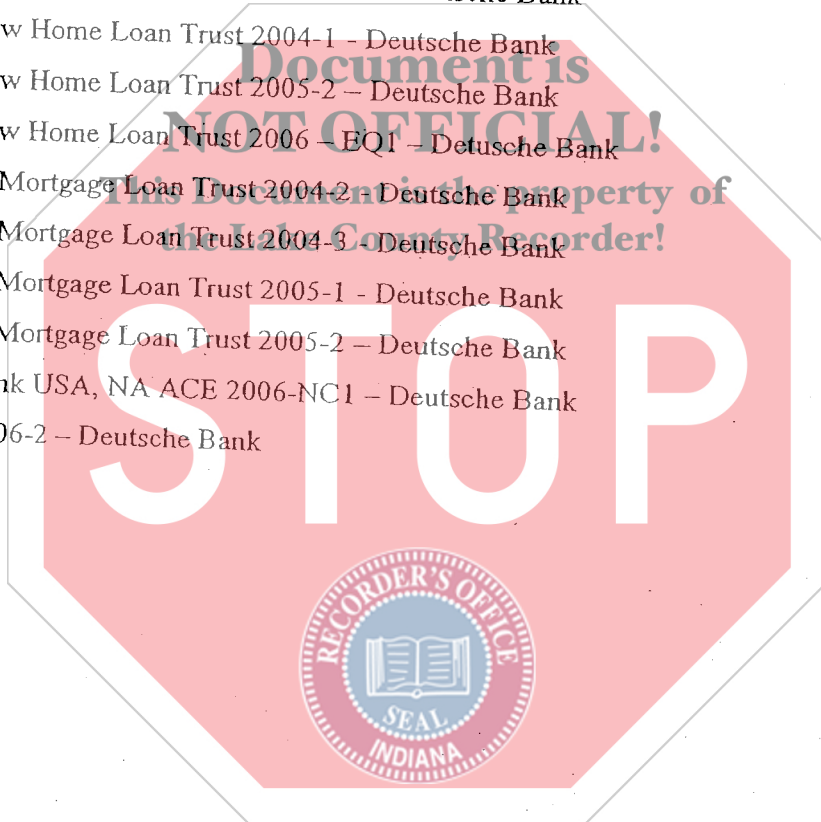 Bank
w Home Loan Trust 2004-1 - Deutsche Bank
Document is
w Home Loan Trust 2005-2 – Deutsche Bank
NOT OFFICIAL!
w Home Loan Trust 2006 – EQ1 – Detusche Bank
This Document is the property of
Mortgage Loan Trust 2004-2 - Deutsche Bank
the Lake County Recorder!
Mortgage Loan Trust 2004-3 - Deutsche Bank
Mortgage Loan Trust 2005-1 - Deutsche Bank
Mortgage Loan Trust 2005-2 – Deutsche Bank
nk USA, NA ACE 2006-NC1 – Deutsche Bank
06-2 – Deutsche Bank
STOP
RECORDER'S OFFICE
SEAL
INDIANA